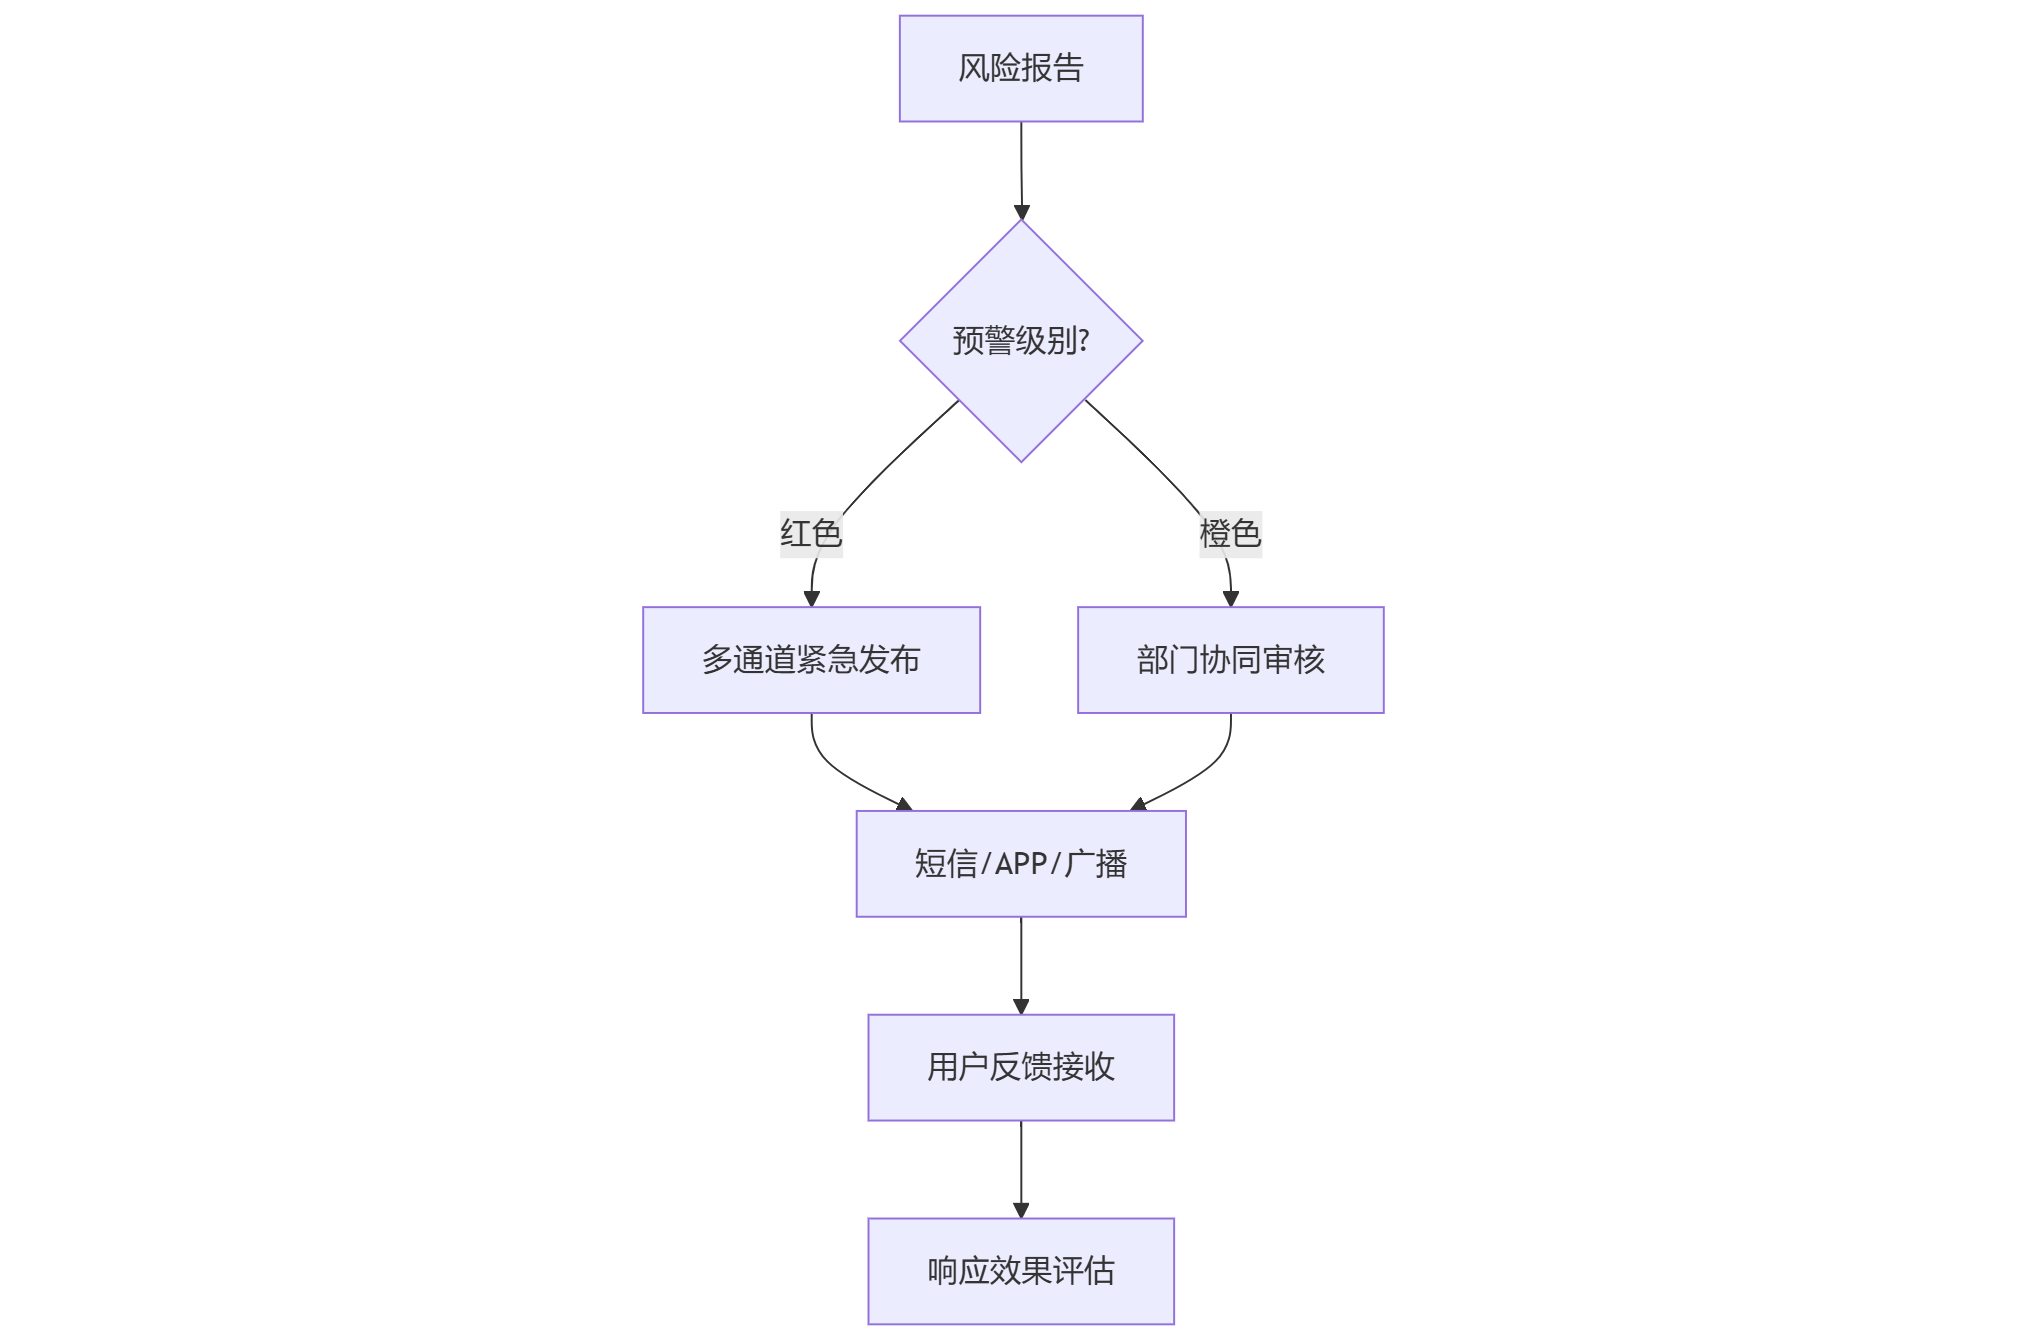 风险报告
预警级别?
红色
橙色
多通道紧急发布
部门协同审核
短信/APP/广播
用户反馈接收
响应效果评估